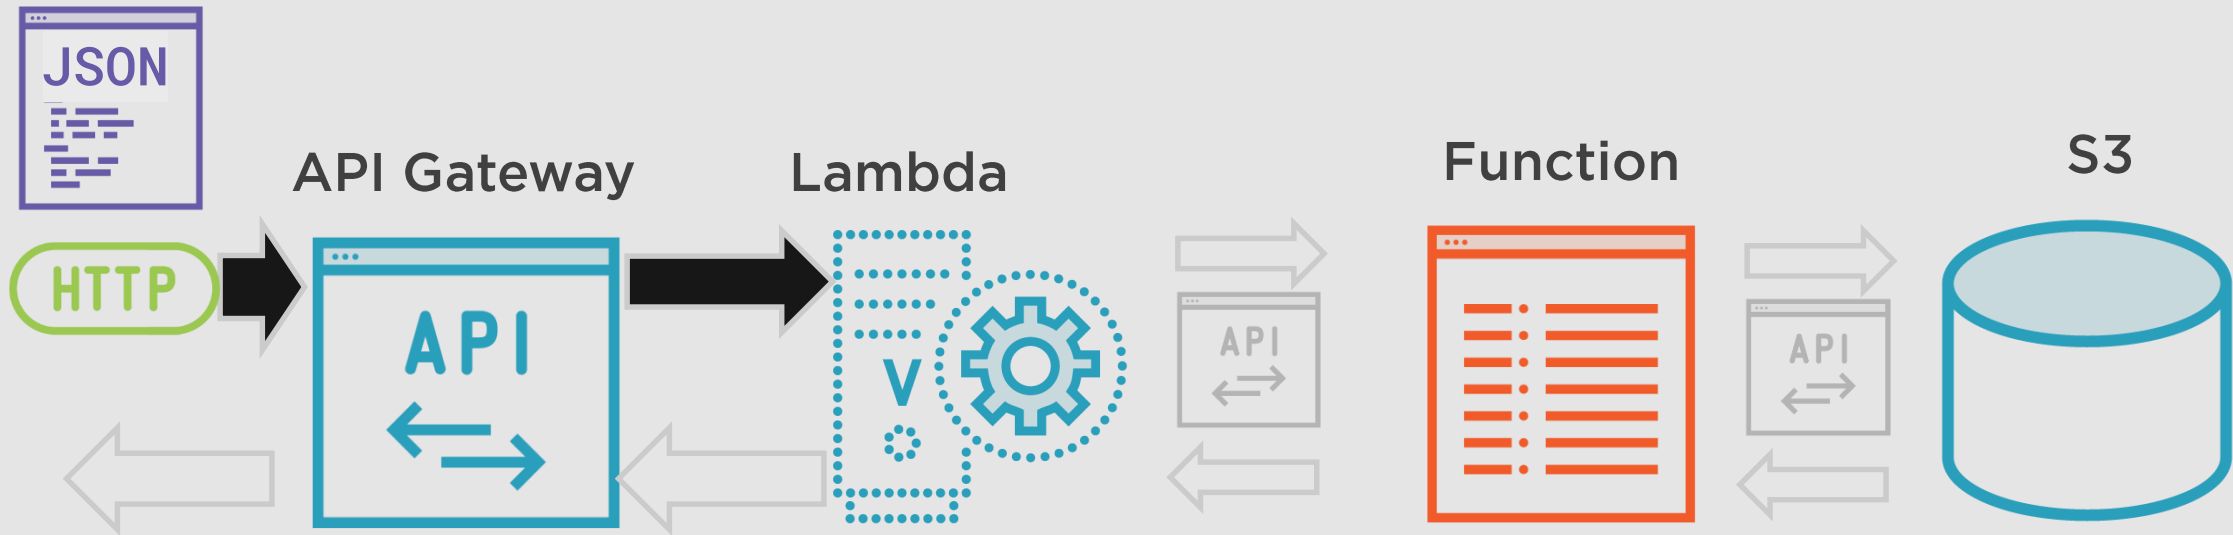 JSON
HTTP
API Gateway
API
Lambda
V
API
Function
API
S3